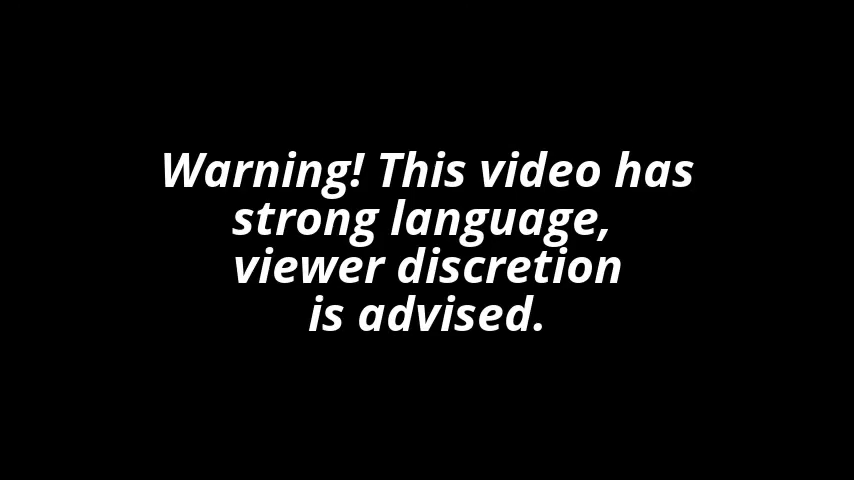 Warning! This video has
strong language,
viewer discretion
is advised.